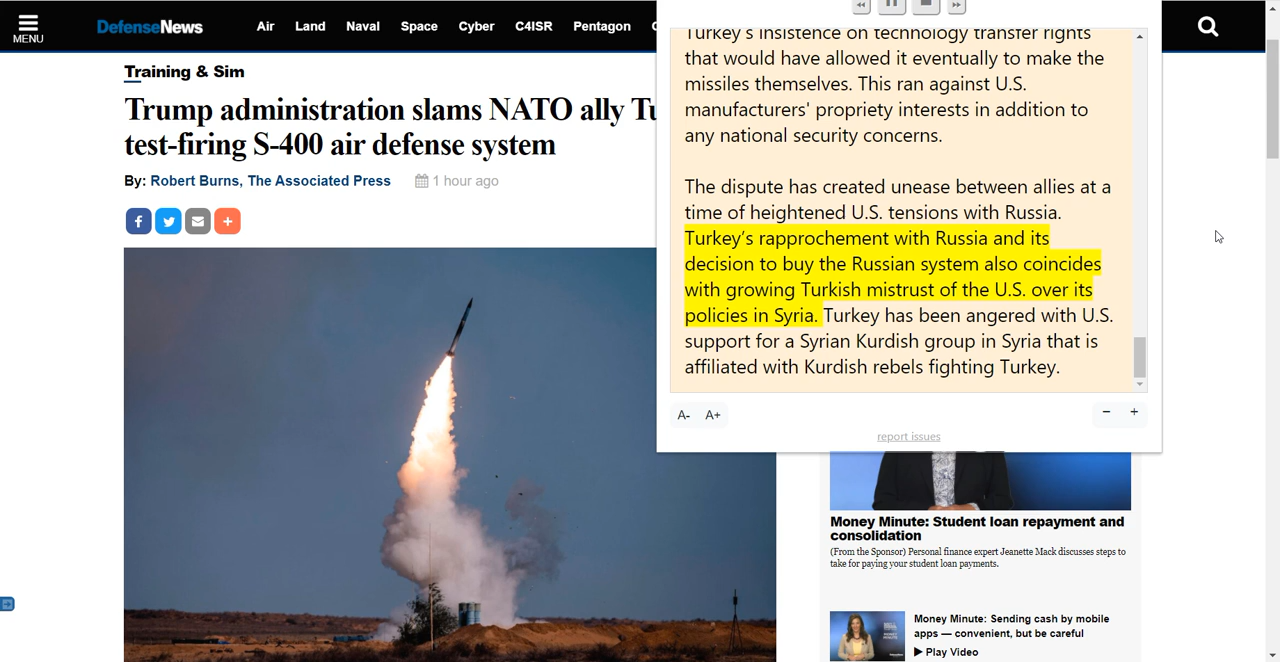 MENU
DefenseNews
Air
Land
Naval
Space
Cyber
C4ISR
Pentagon
Training & Sim
Trump administration slams NATO ally Tu
test-firing S-400 air defense system
By: Robert Burns, The Associated Press
1 hour ago
Turkey's insistence on technology transfer rights
that would have allowed it eventually to make the
missiles themselves. This ran against U.S.
manufacturers' propriety interests in addition to
any national security concerns.
The dispute has created unease between allies at a
time of heightened U.S. tensions with Russia.
Turkey’s rapprochement with Russia and its
decision to buy the Russian system also coincides
with growing Turkish mistrust of the U.S. over its
policies in Syria. Turkey has been angered with U.S.
support for a Syrian Kurdish group in Syria that is
affiliated with Kurdish rebels fighting Turkey.
A-
A+
report issues
Money Minute: Student loan repayment and
consolidation
(From the Sponsor) Personal finance expert Jeanette Mack discusses steps to
take for paying your student loan payments.
Money Minute: Sending cash by mobile
apps — convenient, but be careful
Play Video